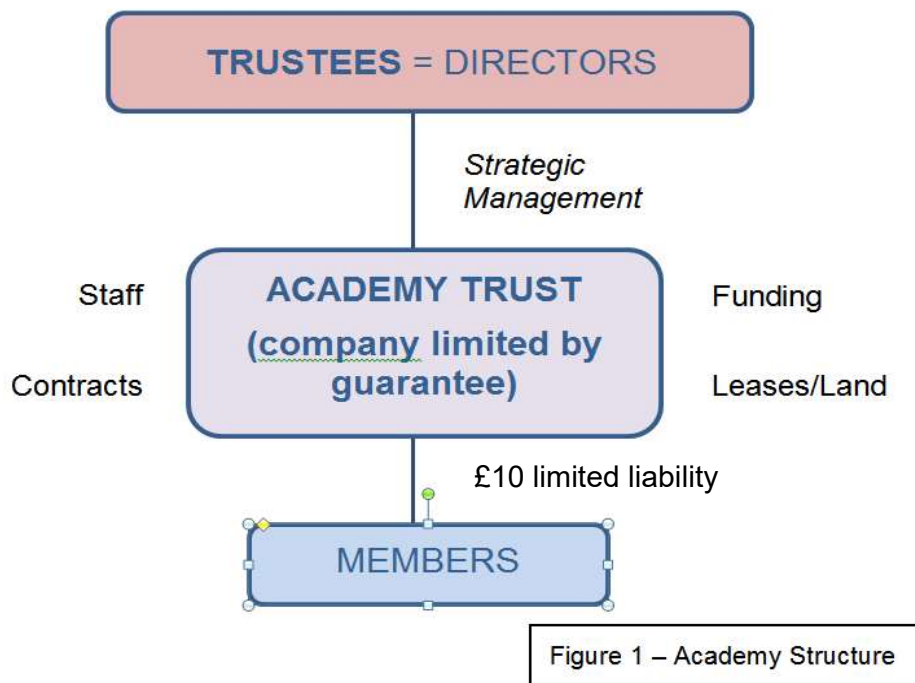 TRUSTEES = DIRECTORS
Strategic
Management
Staff
Contracts
ACADEMY TRUST
(company limited by
guarantee)
Funding
Leases/Land
£10 limited liability
MEMBERS
Figure 1 – Academy Structure